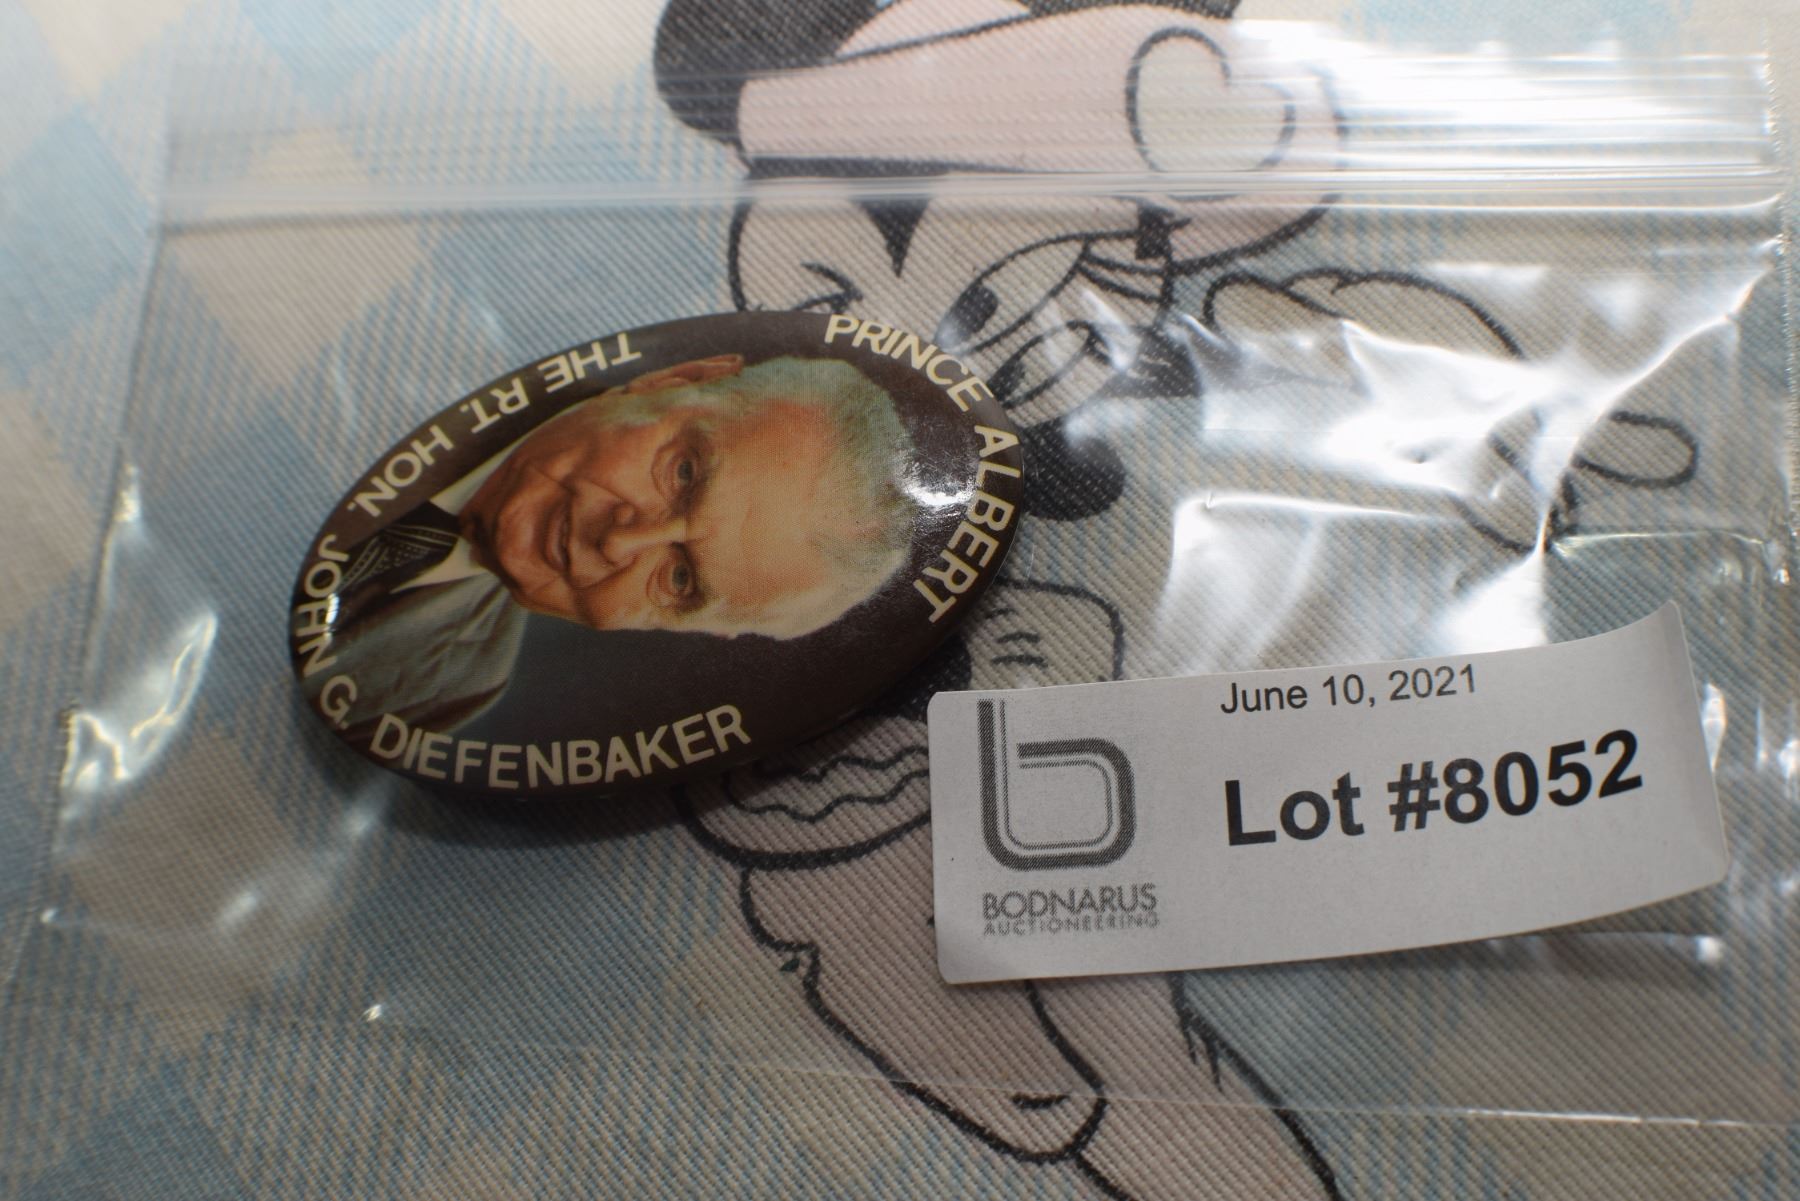 PRINCE ALBERT
THE RT. HON. JOHN G. DIEFENBAKER
June 10, 2021
Lot #8052
BODNARUS
AUCTIONEERING